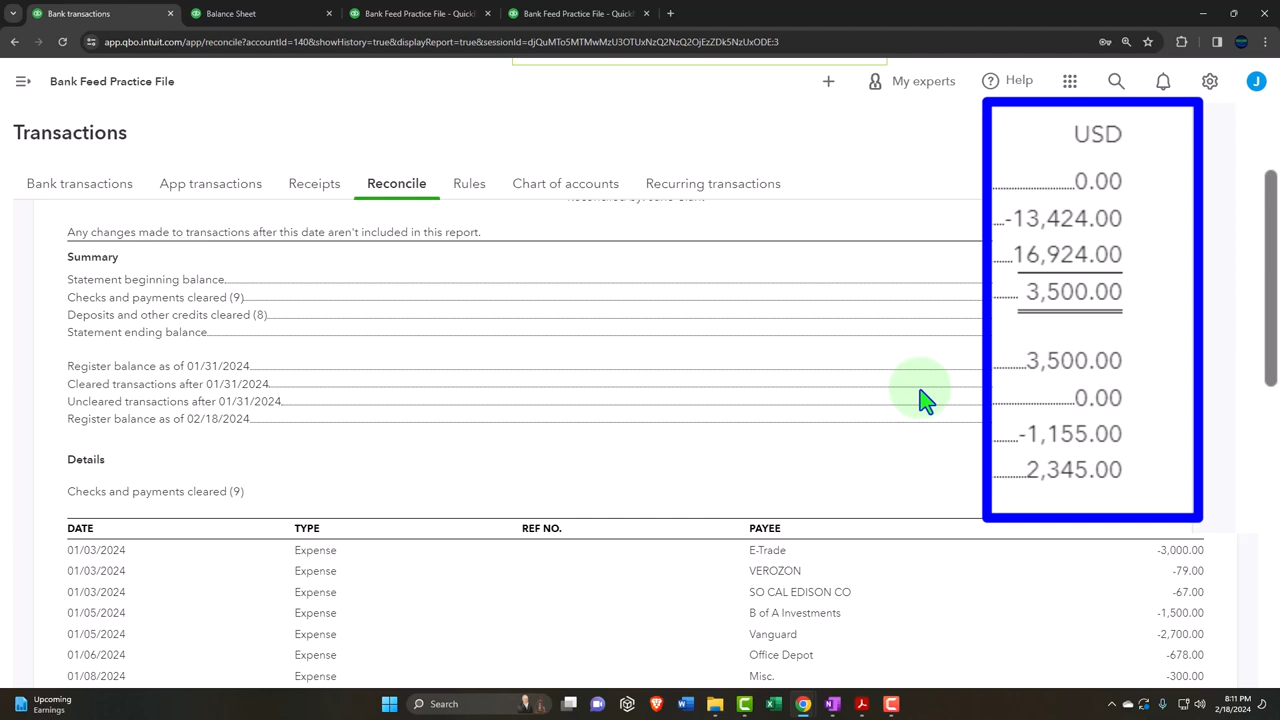 Bank transactions
Balance Sheet
Bank Feed Practice File - Quick
Bank Feed Practice File - Quick
app.qbo.intuit.com/app/reconcile?accountId=140&showHistory=true&displayReport=true&sessionId=djQuMTo5MTMwMzU3OTUxNzQ2NzQ2OjEzZDk5NzUxODE:3
Bank Feed Practice File
My experts
Help
J
Transactions
Bank transactions App transactions Receipts Reconcile Rules Chart of accounts Recurring transactions
Any changes made to transactions after this date aren't included in this report.
Summary
USD
Statement beginning balance 0.00
Checks and payments cleared (9) -13,424.00
Deposits and other credits cleared (8) 16,924.00
Statement ending balance 3,500.00
Register balance as of 01/31/2024 3,500.00
Cleared transactions after 01/31/2024 0.00
Uncleared transactions after 01/31/2024 -1,155.00
Register balance as of 02/18/2024 2,345.00
Details
Checks and payments cleared (9)
DATE TYPE REF NO. PAYEE
01/03/2024 Expense E-Trade -3,000.00
01/03/2024 Expense VEROZON -79.00
01/03/2024 Expense SO CAL EDISON CO -67.00
01/05/2024 Expense B of A Investments -1,500.00
01/05/2024 Expense Vanguard -2,700.00
01/06/2024 Expense Office Depot -678.00
01/08/2024 Expense Misc. -300.00
Upcoming
Earnings
Search
8:11 PM
2/18/2024